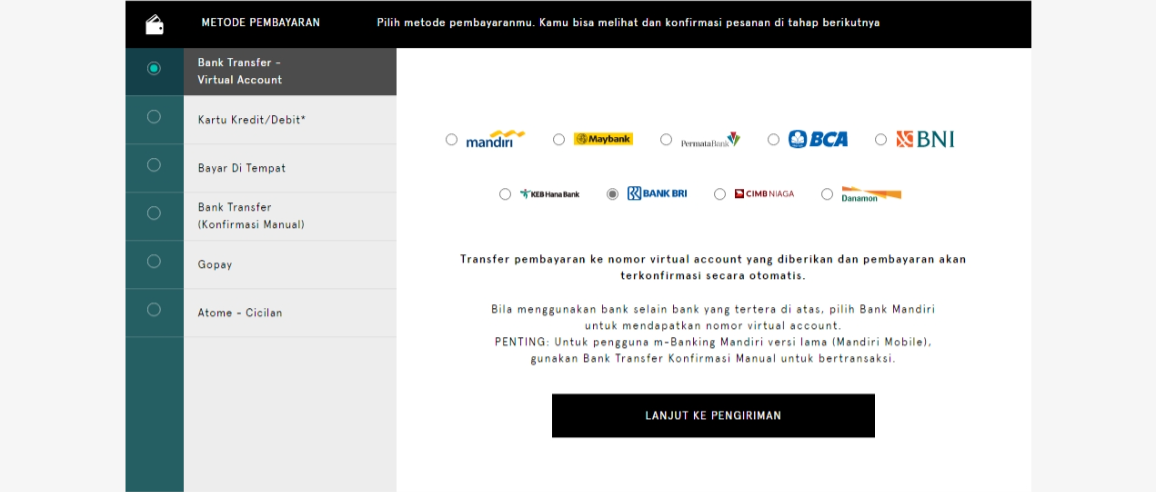 METODE PEMBAYARAN
Pilih metode pembayaranmu. Kamu bisa melihat dan konfirmasi pesanan di tahap berikutnya
Bank Transfer -
Virtual Account
Kartu Kredit/Debit*
Bayar Di Tempat
Bank Transfer
(Konfirmasi Manual)
Gopay
Atome - Cicilan
mandiri
Maybank
PermataBank
BCA
BNI
KEB Hana Bank
BANK BRI
CIMB NIAGA
Danamon
Transfer pembayaran ke nomor virtual account yang diberikan dan pembayaran akan
terkonfirmasi secara otomatis.
Bila menggunakan bank selain bank yang tertera di atas, pilih Bank Mandiri
untuk mendapatkan nomor virtual account.
PENTING: Untuk pengguna m-Banking Mandiri versi lama (Mandiri Mobile),
gunakan Bank Transfer Konfirmasi Manual untuk bertransaksi.
LANJUT KE PENGIRIMAN